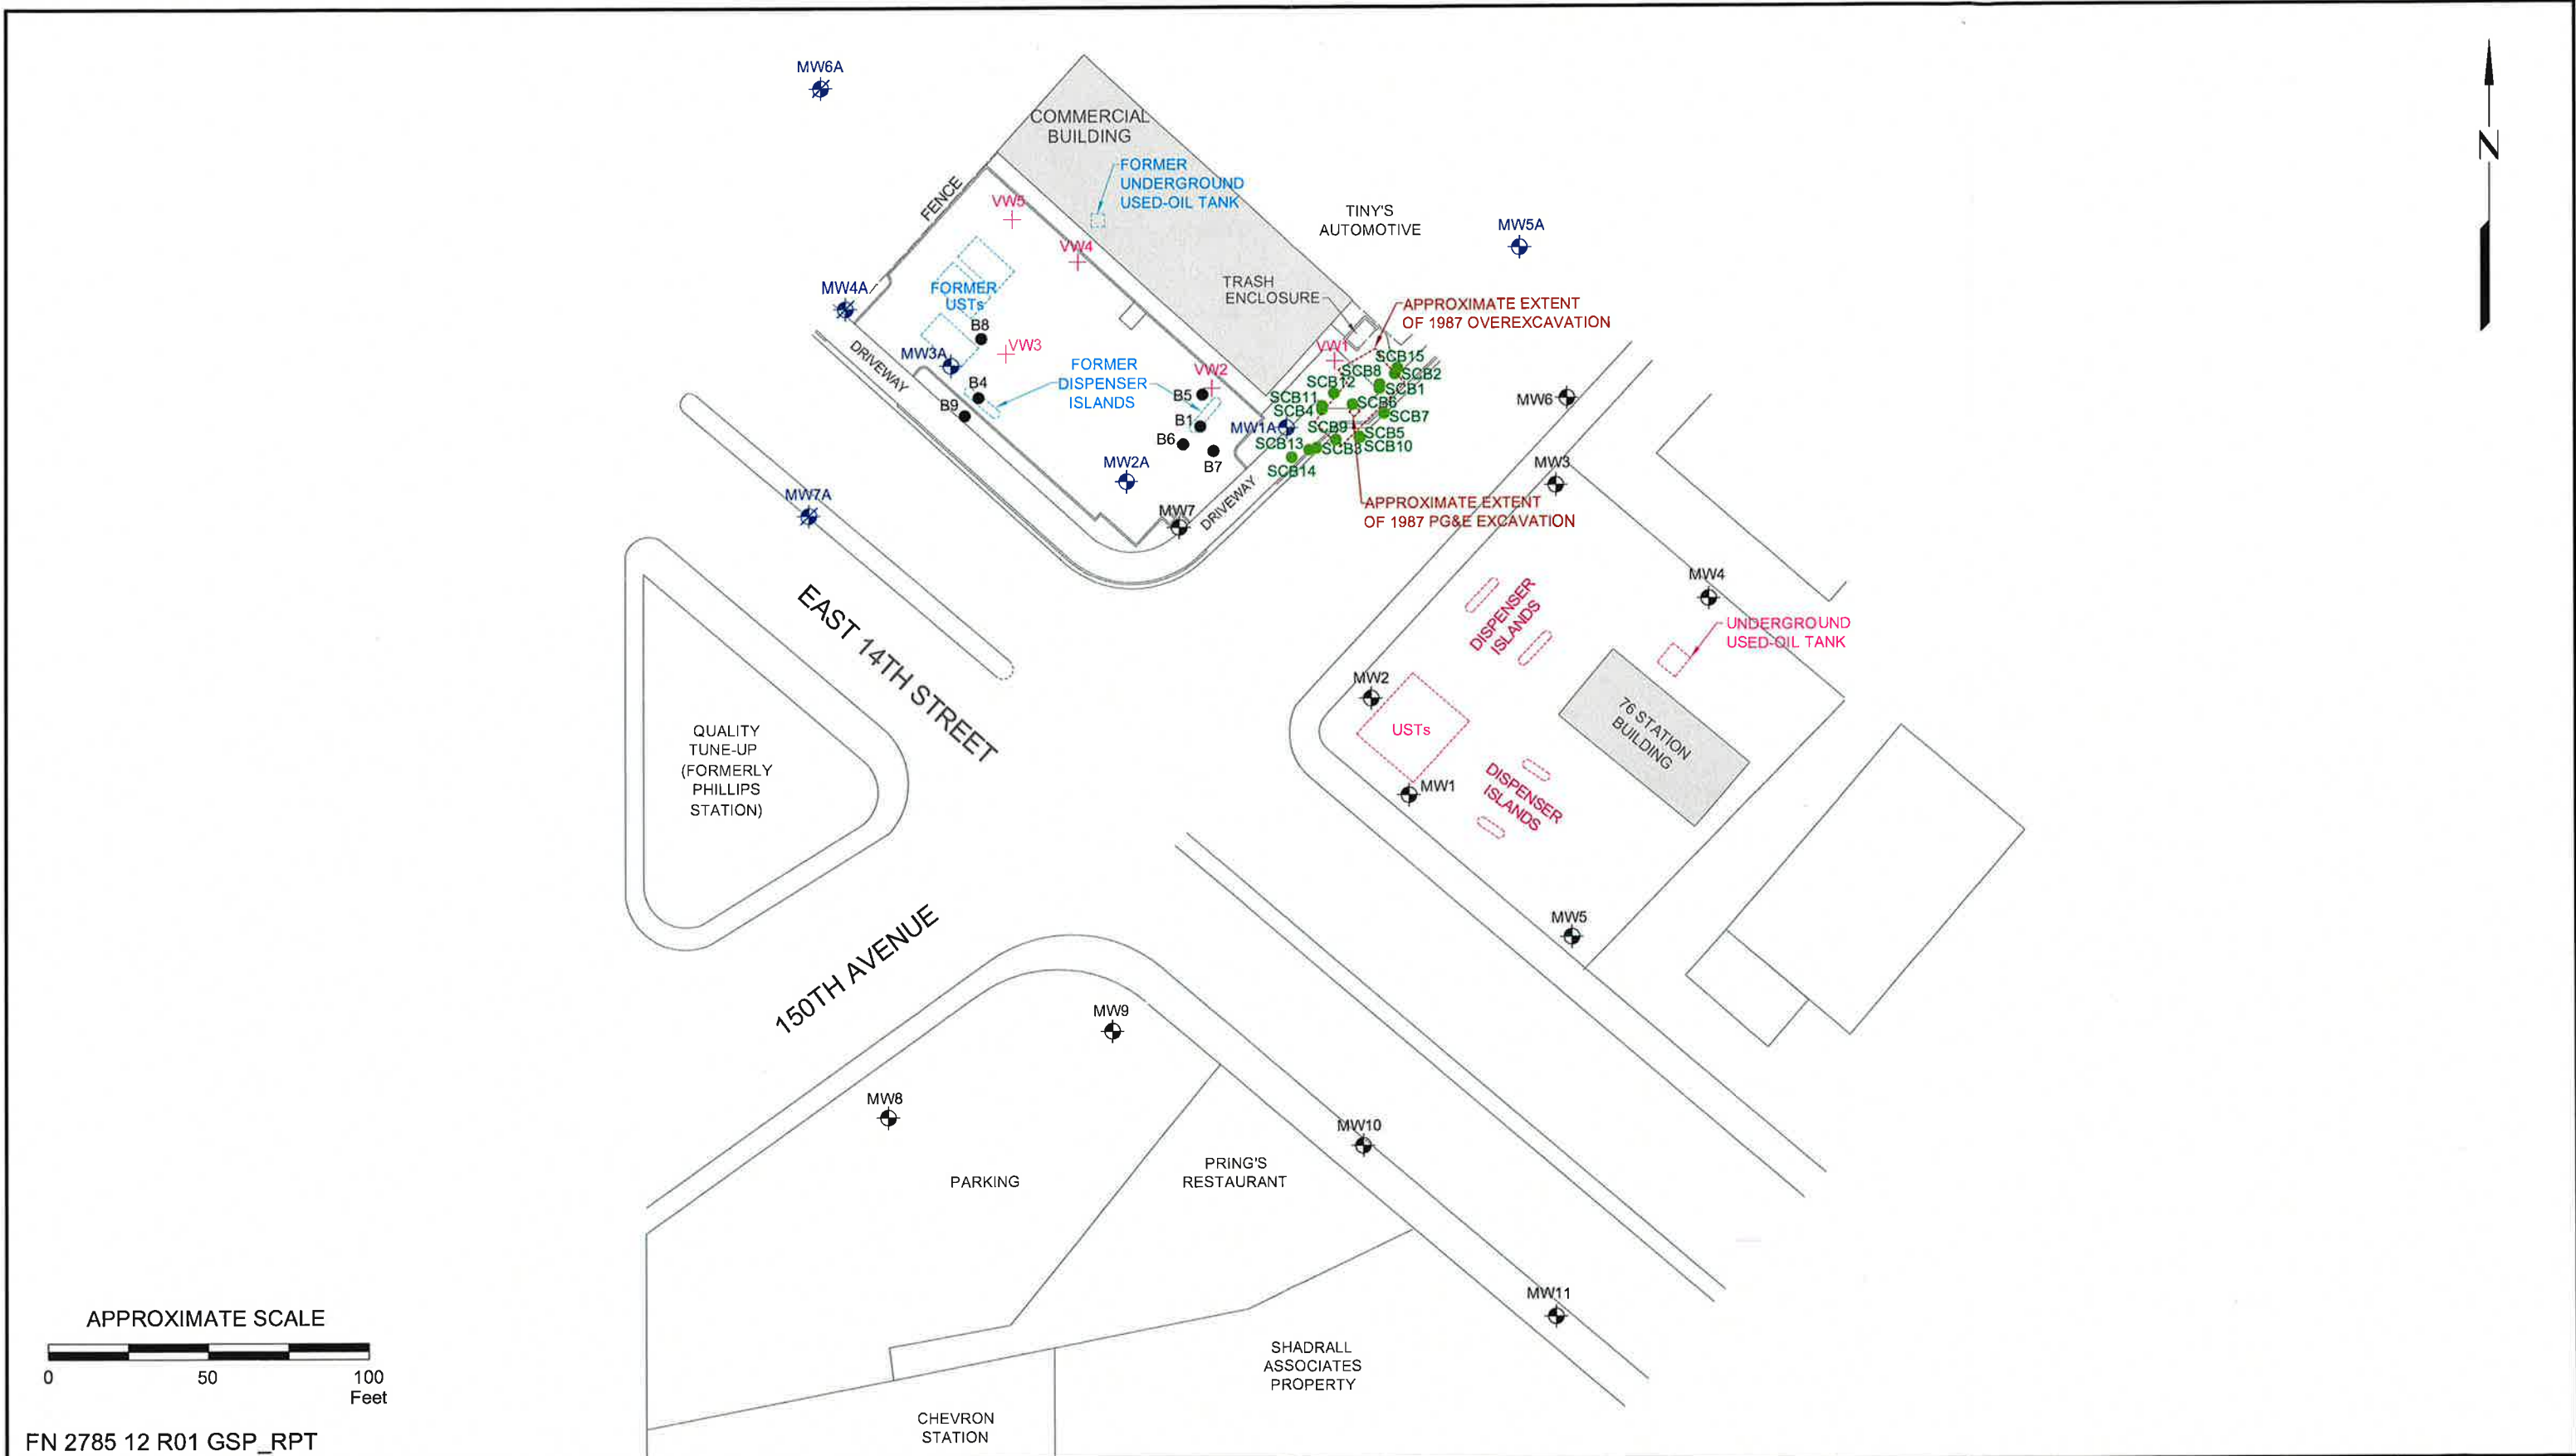 MW6A
COMMERCIAL
BUILDING
FORMER
UNDERGROUND
USED-OIL TANK
FENCE
VW5
VW4
TINY'S
AUTOMOTIVE
MW5A
N
MW4A
FORMER
USTs
TRASH
ENCLOSURE
APPROXIMATE EXTENT
OF 1987 OVEREXCAVATION
B8
VW3
MW3A
DRIVEWAY
FORMER
DISPENSER
ISLANDS
B4
B9
VW2
B5
B1
B6
B7
VW1
SCB15
SCB8
SCB2
SCB12
SCB1
SCB11
SCB6
SCB4
SCB7
MW1A
SCB9
SCB5
SCB13
SCB3
SCB10
SCB14
MW6
MW2A
MW7
DRIVEWAY
APPROXIMATE EXTENT
OF 1987 PG&E EXCAVATION
MW3
MW7A
MW4
EAST 14TH STREET
DISPENSER
ISLANDS
UNDERGROUND
USED-OIL TANK
MW2
USTs
76 STATION
BUILDING
QUALITY
TUNE-UP
(FORMERLY
PHILLIPS
STATION)
MW1
DISPENSER
ISLANDS
MW5
150TH AVENUE
MW9
MW8
MW10
PARKING
PRING'S
RESTAURANT
MW11
SHADRALL
ASSOCIATES
PROPERTY
CHEVRON
STATION
APPROXIMATE SCALE
0 50 100
Feet
FN 2785 12 R01 GSP_RPT